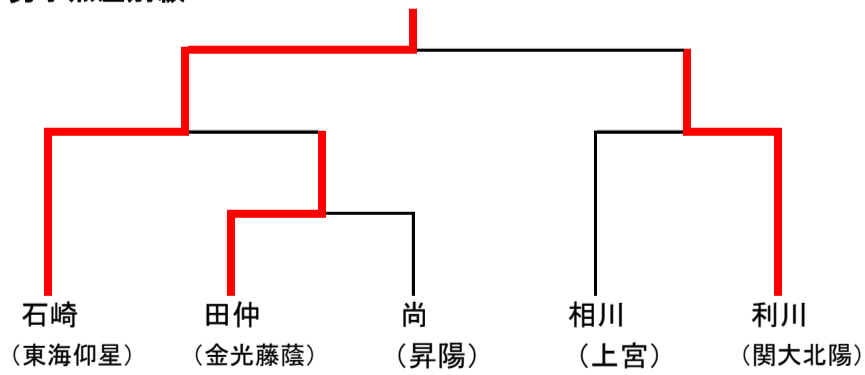 石崎 田仲 尚 相川 利川
（東海仰星） （金光藤蔭） （昇陽） （上宮） （関大北陽）